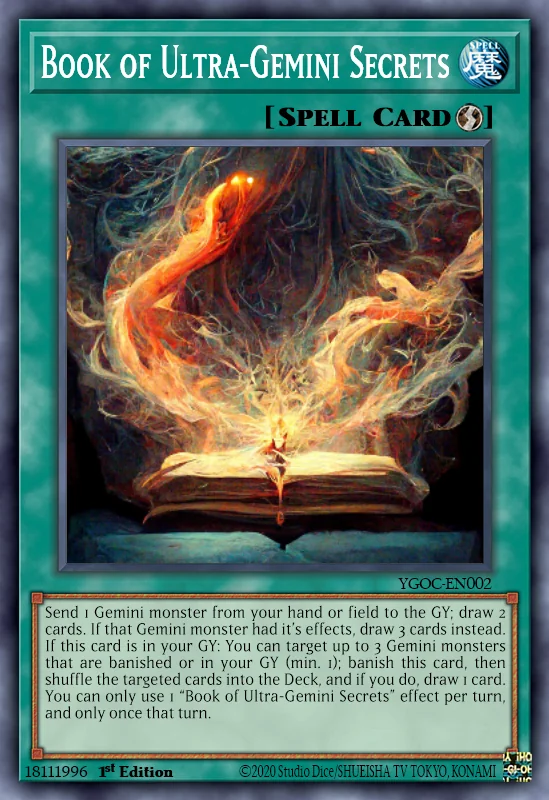 BOOK OF ULTRA-GEMINI SECRETS
SPELL
魔
[SPELL CARD]
YGOC-EN002
Send 1 Gemini monster from your hand or field to the GY; draw 2
cards. If that Gemini monster had it's effects, draw 3 cards instead.
If this card is in your GY: You can target up to 3 Gemini monsters
that are banished or in your GY (min. 1); banish this card, then
shuffle the targeted cards into the Deck, and if you do, draw 1 card.
You can only use 1 “Book of Ultra-Gemini Secrets” effect per turn,
and only once that turn.
18111996 1st Edition ©2020 Studio Dice/SHUEISHA TV TOKYO, KONAMI